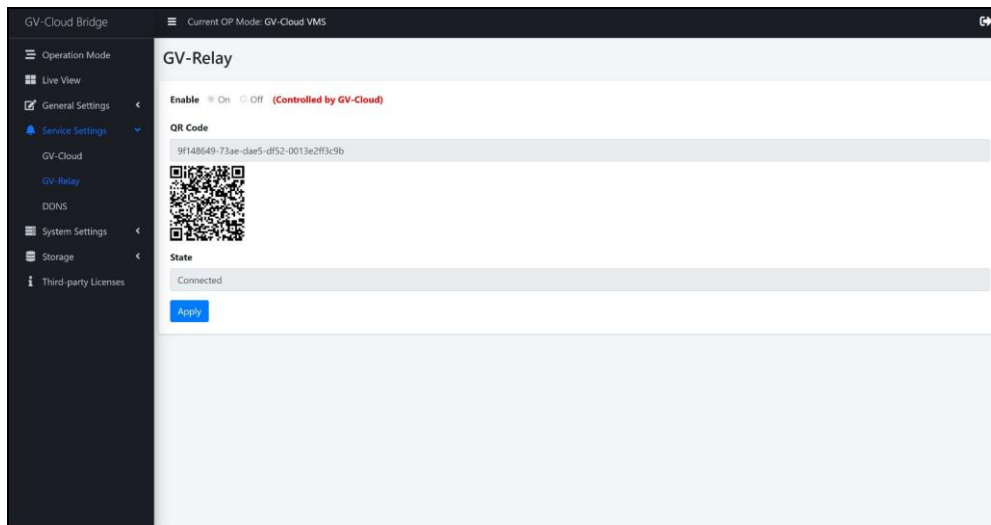 GV-Cloud Bridge
Current OP Mode: GV-Cloud VMS
Operation Mode
Live View
General Settings
Service Settings
GV-Cloud
GV-Relay
DDNS
System Settings
Storage
Third-party Licenses
GV-Relay
Enable On Off (Controlled by GV-Cloud)
QR Code
9f148649-73ae-dae5-df52-0013e2ff3c9b
State
Connected
Apply